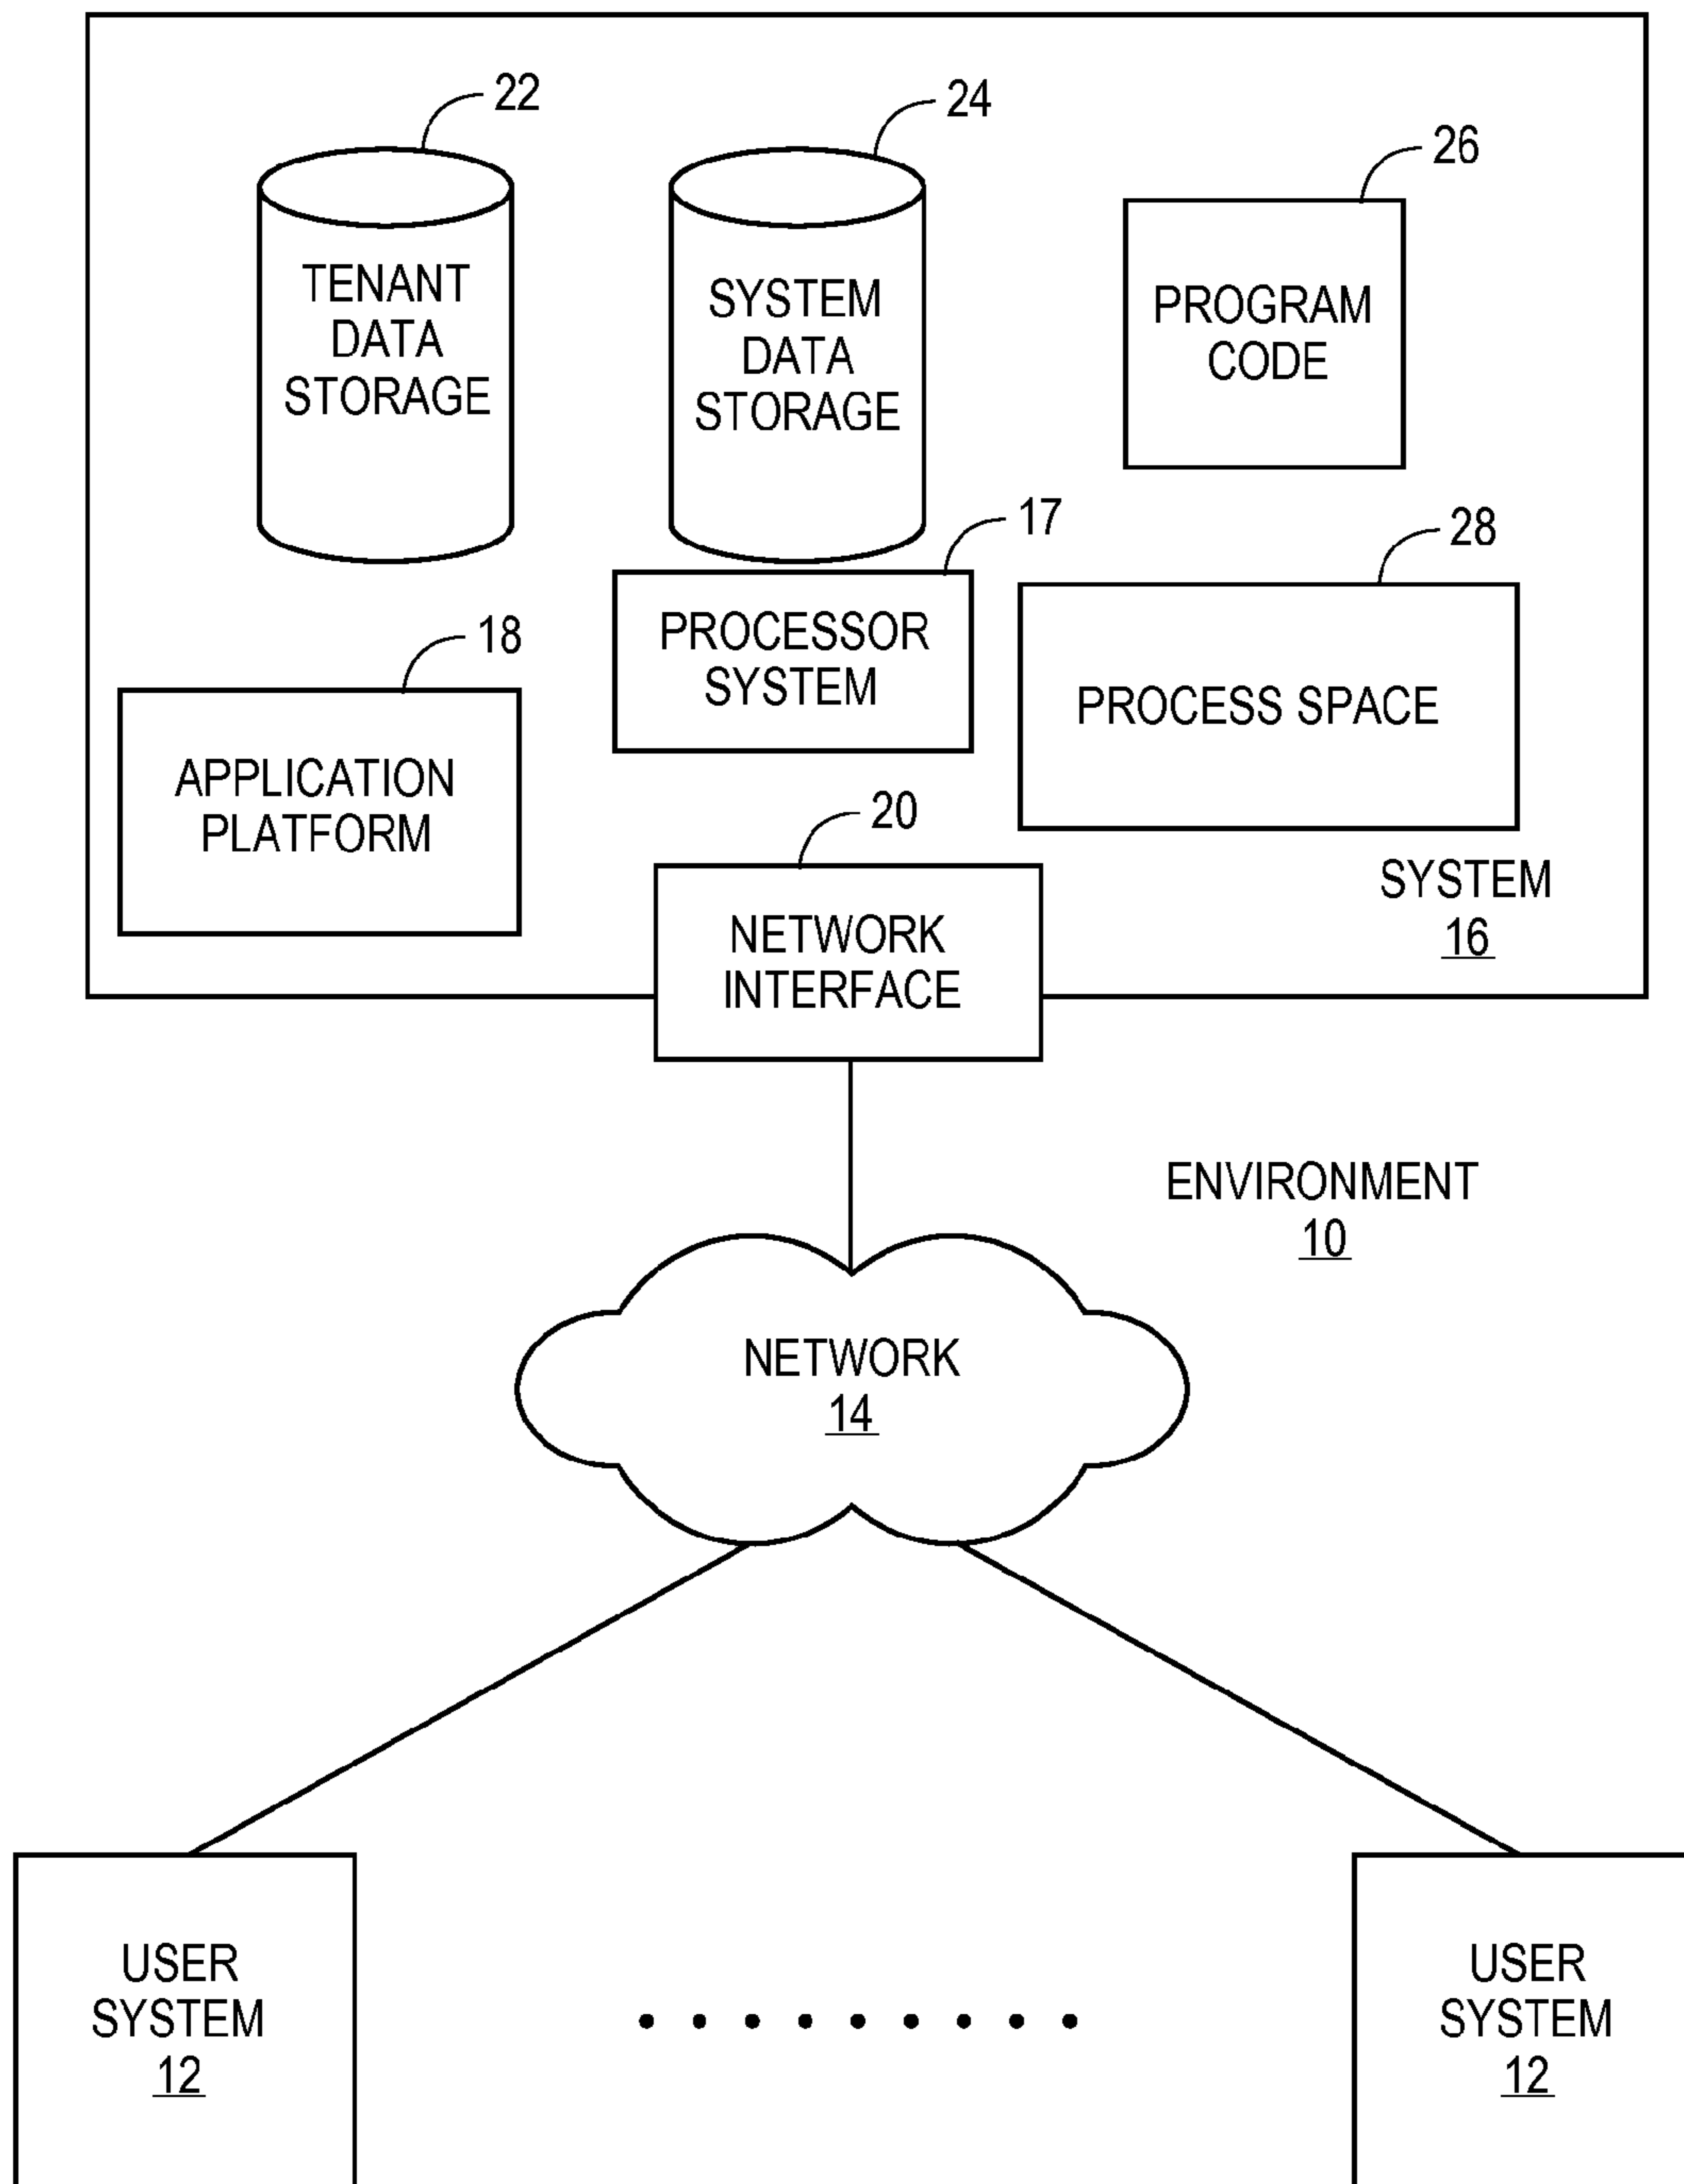 22
24
26
TENANT
DATA
STORAGE
SYSTEM
DATA
STORAGE
PROGRAM
CODE
17
28
18
PROCESSOR
SYSTEM
PROCESS SPACE
APPLICATION
PLATFORM
20
SYSTEM
16
NETWORK
INTERFACE
ENVIRONMENT
10
NETWORK
14
USER
SYSTEM
12
USER
SYSTEM
12